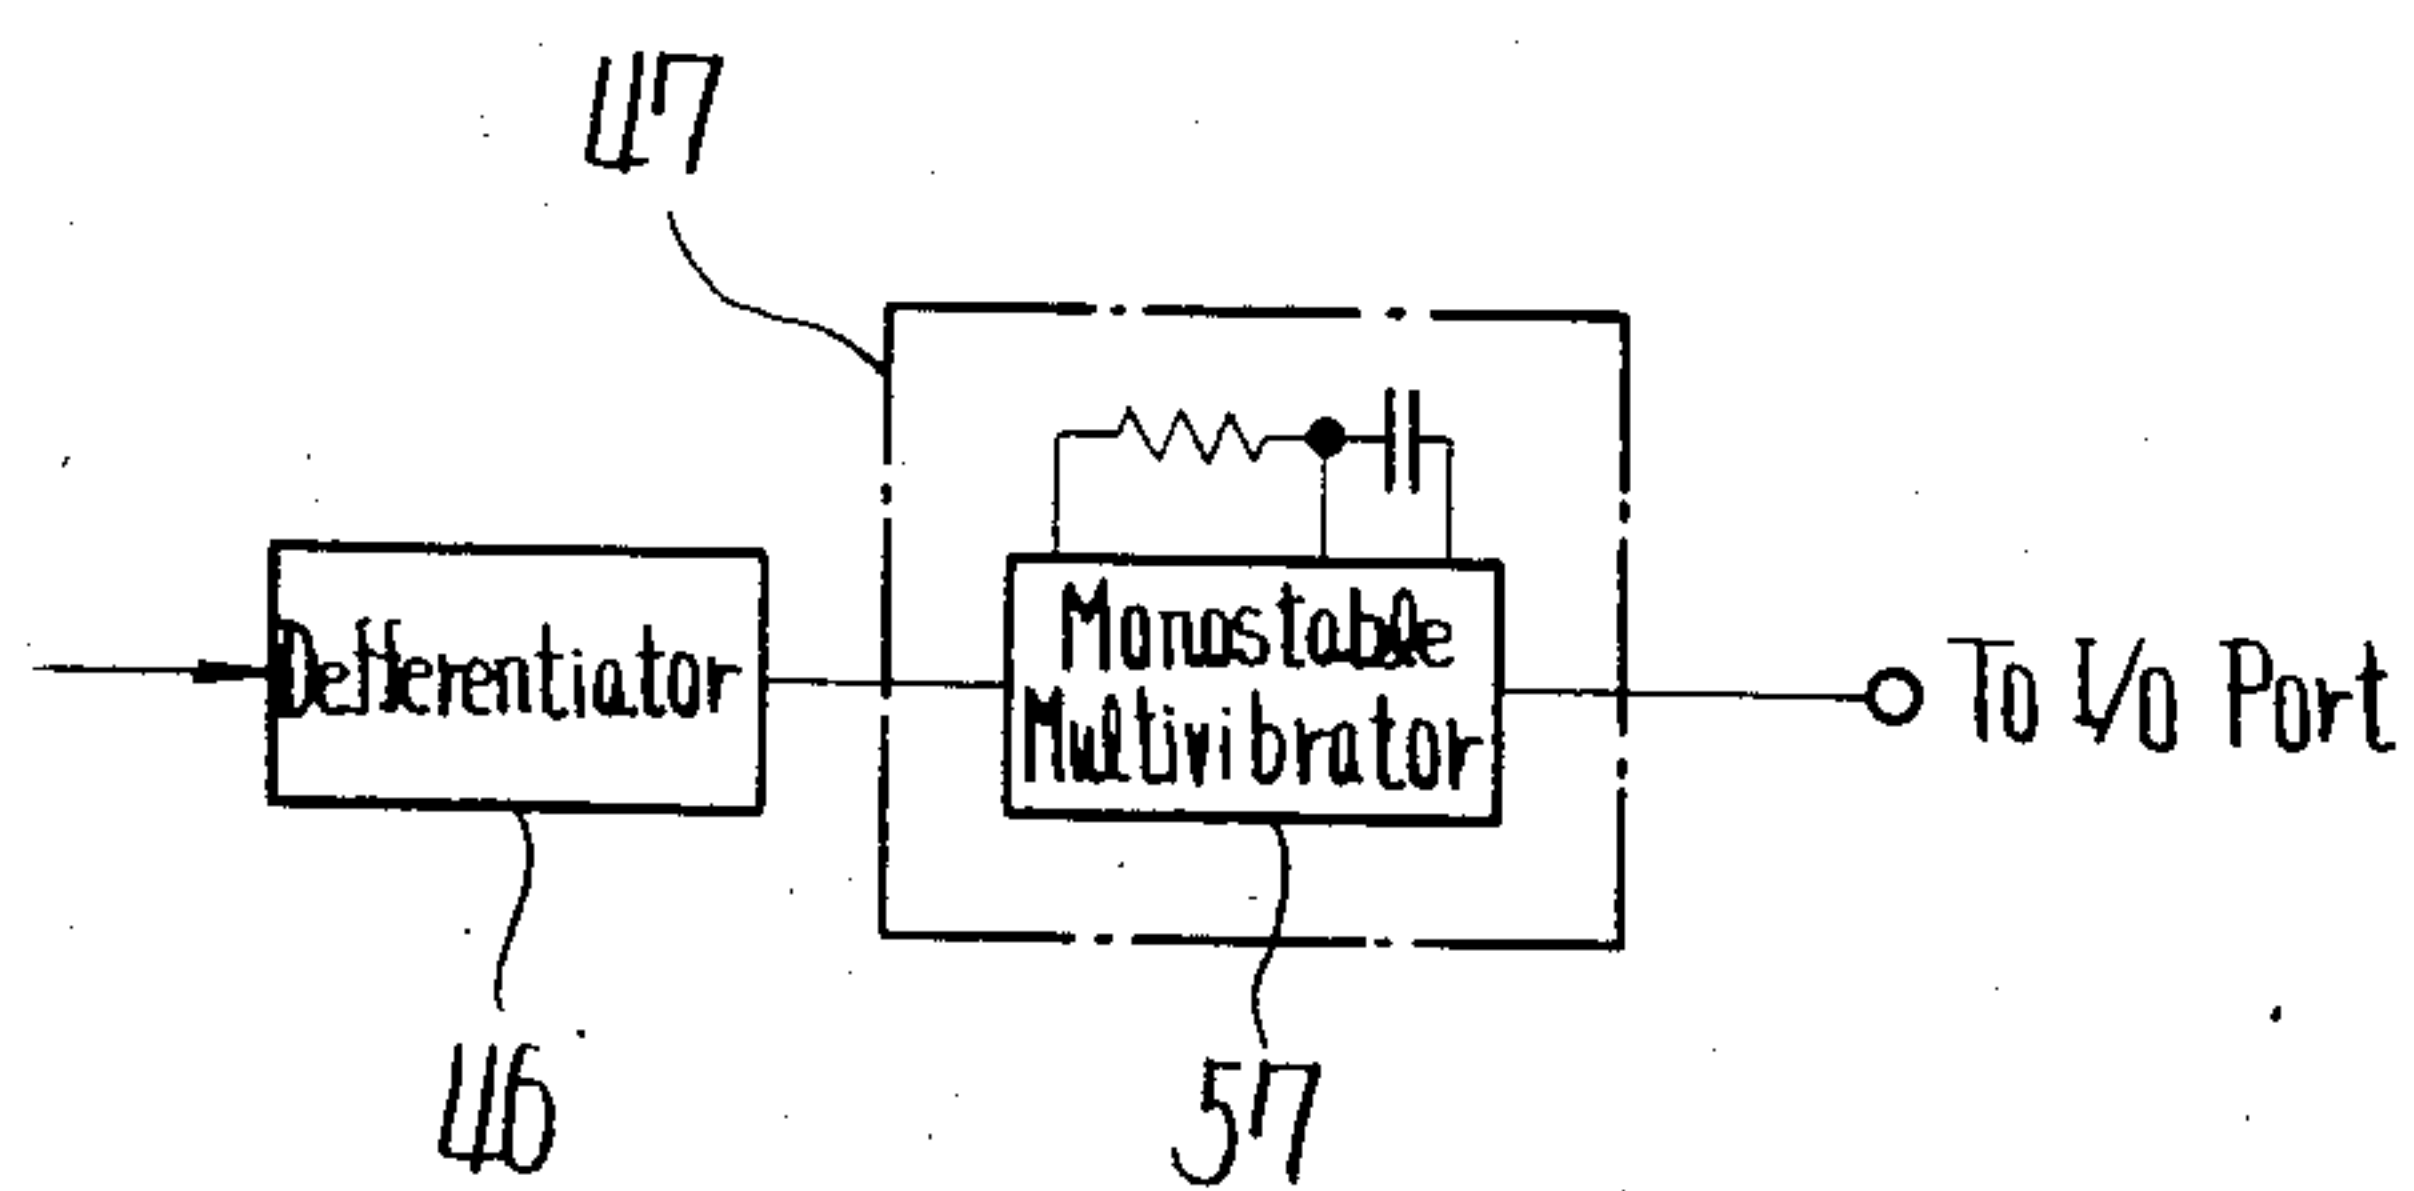 47
Defferentiator
Monostable
Multivibrator
To I/O Port
46
57